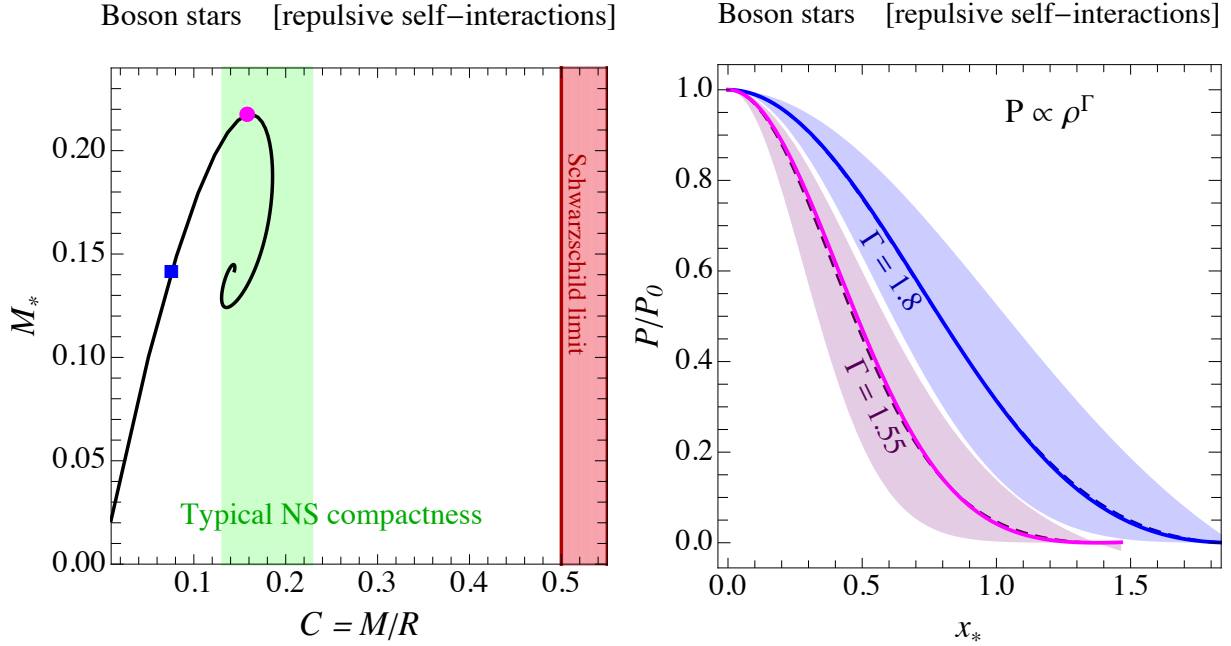 Boson stars [repulsive self−interactions]
M*
0.20
0.15
0.10
0.05
0.00
Schwarzschild limit
Typical NS compactness
0.1 0.2 0.3 0.4 0.5
C = M/R
Boson stars [repulsive self−interactions]
P/P0
1.0
0.8
0.6
0.4
0.2
0.0
P ∝ ρ^Γ
Γ = 1.8
Γ = 1.55
0.0 0.5 1.0 1.5
x*